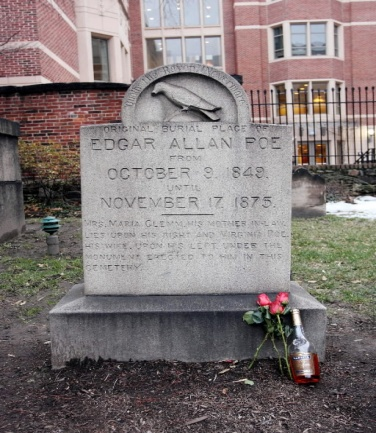 QUOTH THE RAVEN, NEVERMORE
ORIGINAL BURIAL PLACE OF
EDGAR ALLAN POE
FROM
OCTOBER 9. 1849.
UNTIL
NOVEMBER 17. 1875.
MRS. MARIA CLEMM, HIS MOTHER-IN-LAW
LIES UPON HIS RIGHT AND VIRGINIA POE
HIS WIFE, UPON HIS LEFT. UNDER THE
MONUMENT ERECTED TO HIM IN THIS
CEMETERY.